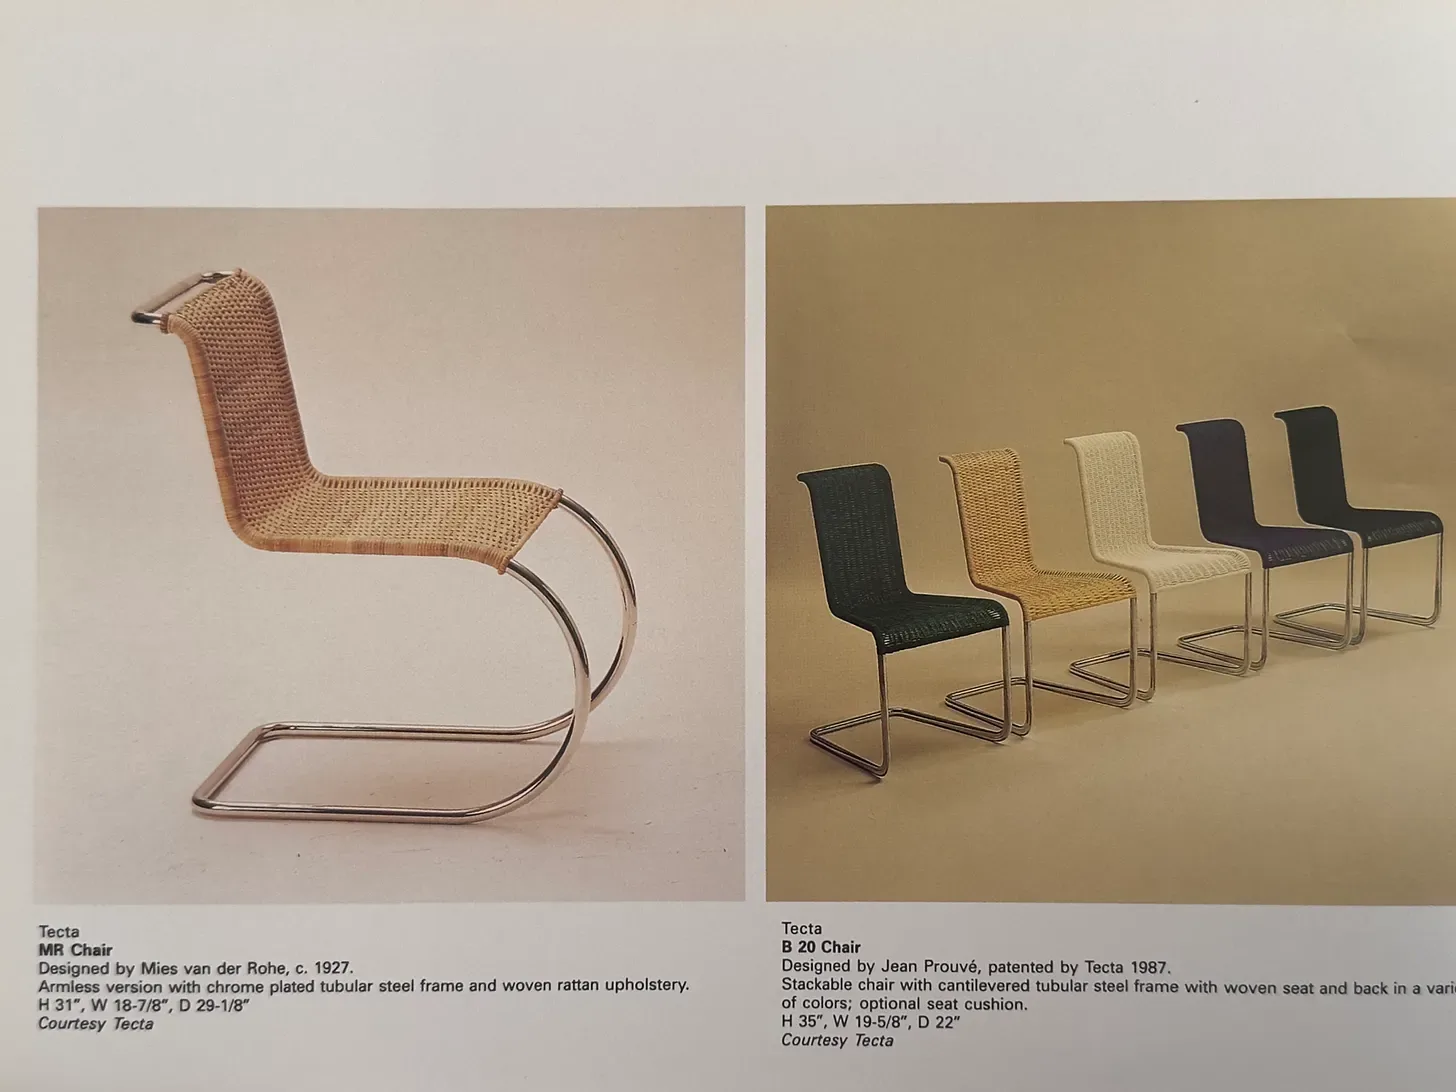 Tecta
MR Chair
Designed by Mies van der Rohe, c. 1927.
Armless version with chrome plated tubular steel frame and woven rattan upholstery.
H 31", W 18-7/8", D 29-1/8"
Courtesy Tecta
Tecta
B 20 Chair
Designed by Jean Prouvé, patented by Tecta 1987.
Stackable chair with cantilevered tubular steel frame with woven seat and back in a
of colors; optional seat cushion.
H 35", W 19-5/8", D 22"
Courtesy Tecta